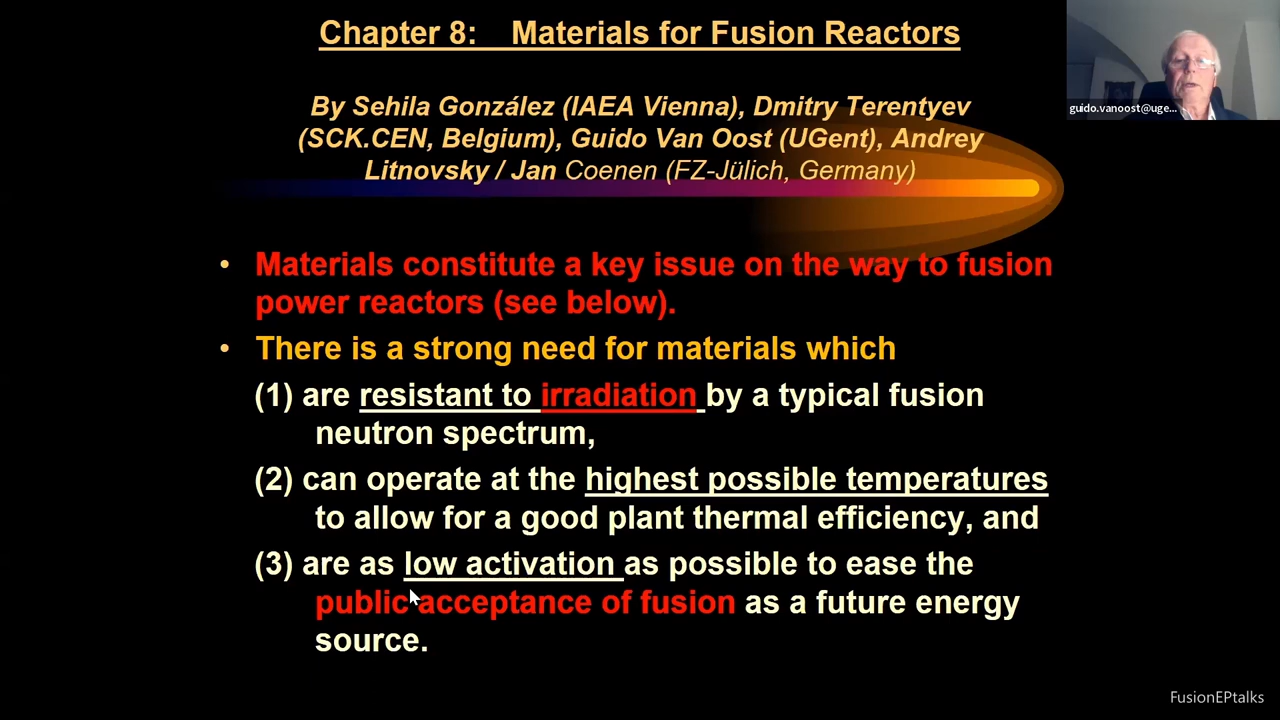 Chapter 8: Materials for Fusion Reactors
guido.vanoost@uge...
By Sehila González (IAEA Vienna), Dmitry Terentyev
(SCK.CEN, Belgium), Guido Van Oost (UGent), Andrey
Litnovsky / Jan Coenen (FZ-Jülich, Germany)
• Materials constitute a key issue on the way to fusion
power reactors (see below).
• There is a strong need for materials which
(1) are resistant to irradiation by a typical fusion
neutron spectrum,
(2) can operate at the highest possible temperatures
to allow for a good plant thermal efficiency, and
(3) are as low activation as possible to ease the
public acceptance of fusion as a future energy
source.
FusionEPtalks